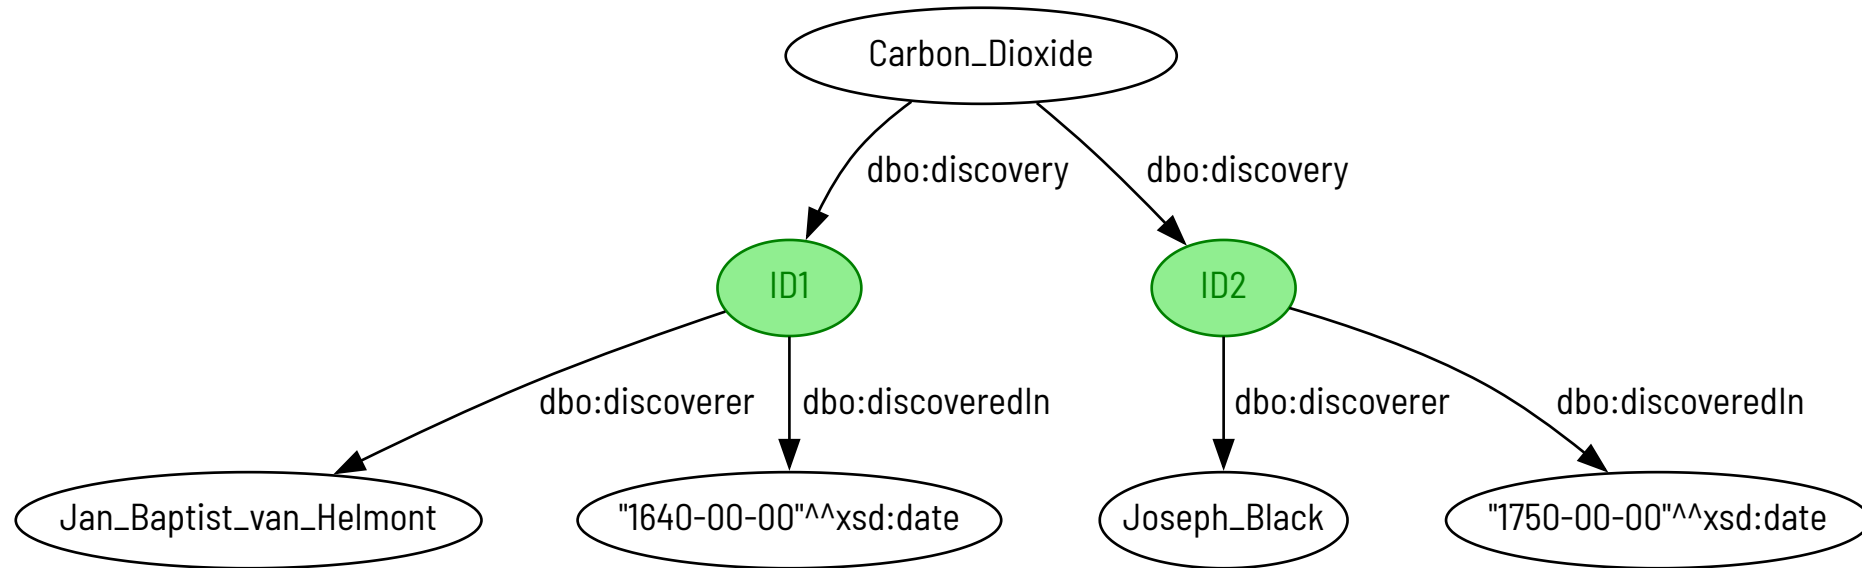 Carbon_Dioxide
dbo:discovery dbo:discovery
ID1 ID2
dbo:discoverer dbo:discoveredIn dbo:discoverer dbo:discoveredIn
Jan_Baptist_van_Helmont "1640-00-00"^^xsd:date Joseph_Black "1750-00-00"^^xsd:date